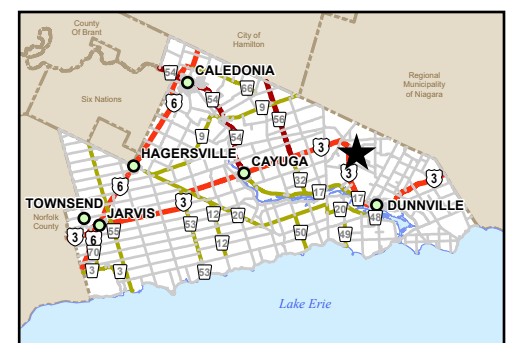 County
Of Brant
City of
Hamilton
Regional
Municipality
of Niagara
Six Nations
Norfolk
County
CALEDONIA
HAGERSVILLE
CAYUGA
TOWNSEND
JARVIS
DUNNVILLE
Lake Erie
54
6
54
66
9
56
9
54
3
3
3
6
32
17
17
3
12
20
20
48
53
55
3
6
70
12
50
49
3
3
53